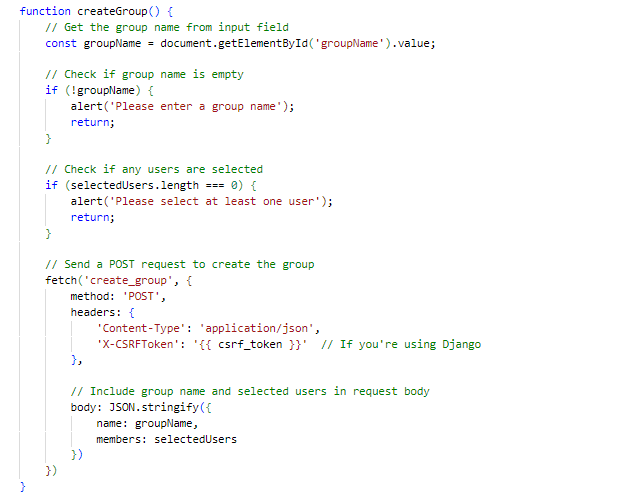 function createGroup() {
    // Get the group name from input field
    const groupName = document.getElementById('groupName').value;

    // Check if group name is empty
    if (!groupName) {
        alert('Please enter a group name');
        return;
    }

    // Check if any users are selected
    if (selectedUsers.length === 0) {
        alert('Please select at least one user');
        return;
    }

    // Send a POST request to create the group
    fetch('create_group', {
        method: 'POST',
        headers: {
            'Content-Type': 'application/json',
            'X-CSRFToken': '{{ csrf_token }}'  // If you're using Django
        },

        // Include group name and selected users in request body
        body: JSON.stringify({
            name: groupName,
            members: selectedUsers
        })
    })
}